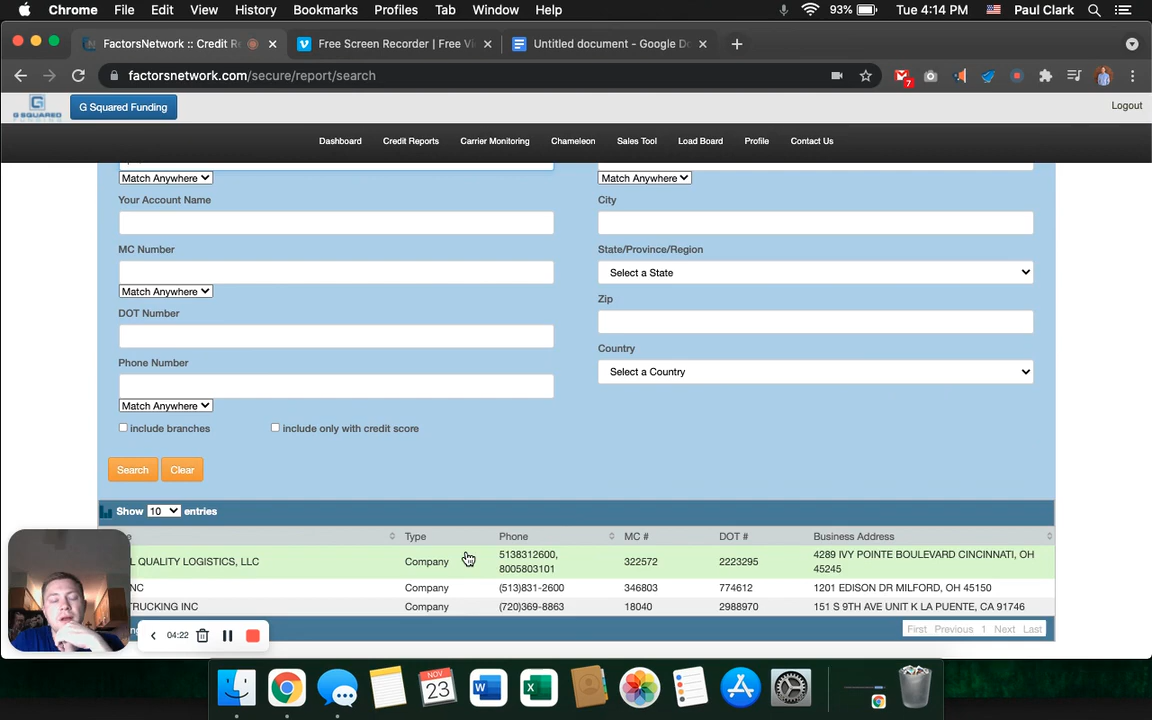 Chrome File Edit View History Bookmarks Profiles Tab Window Help 93% Tue 4:14 PM Paul Clark
FactorsNetwork :: Credit Re Free Screen Recorder | Free Vi Untitled document - Google Do
factorsnetwork.com/secure/report/search 7
G SQUARED FUNDING G Squared Funding Logout
Dashboard Credit Reports Carrier Monitoring Chameleon Sales Tool Load Board Profile Contact Us
Match Anywhere Match Anywhere
Your Account Name City
MC Number State/Province/Region
Select a State
Match Anywhere Zip
DOT Number
Phone Number Country
Select a Country
Match Anywhere
include branches include only with credit score
Search Clear
Show 10 entries
Type Phone MC # DOT # Business Address
L QUALITY LOGISTICS, LLC Company 5138312600, 8005803101 322572 2223295 4289 IVY POINTE BOULEVARD CINCINNATI, OH 45245
NC Company (513)831-2600 346803 774612 1201 EDISON DR MILFORD, OH 45150
TRUCKING INC Company (720)369-8863 18040 2988970 151 S 9TH AVE UNIT K LA PUENTE, CA 91746
04:22 First Previous 1 Next Last
NOV
23